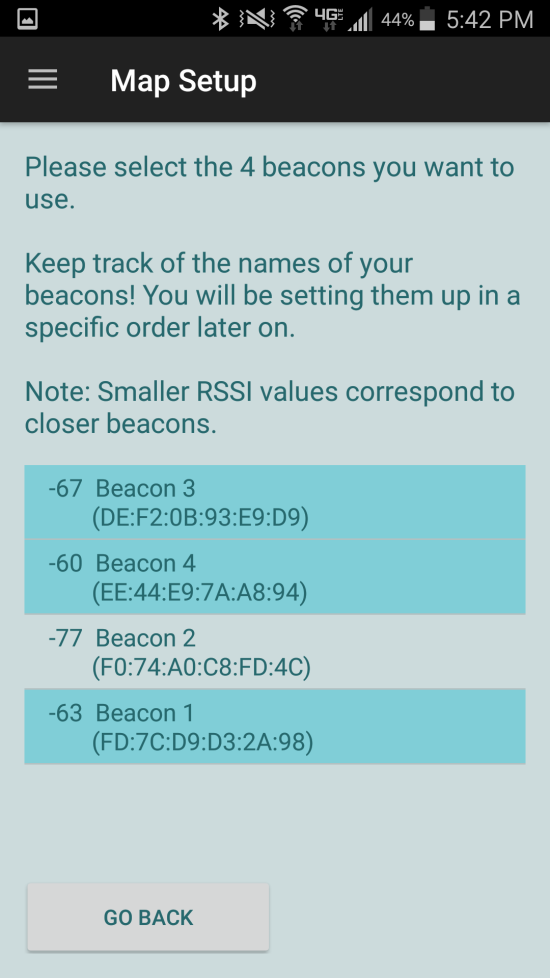 4G LTE 44% 5:42 PM
Map Setup
Please select the 4 beacons you want to
use.
Keep track of the names of your
beacons! You will be setting them up in a
specific order later on.
Note: Smaller RSSI values correspond to
closer beacons.
-67 Beacon 3
(DE:F2:0B:93:E9:D9)
-60 Beacon 4
(EE:44:E9:7A:A8:94)
-77 Beacon 2
(F0:74:A0:C8:FD:4C)
-63 Beacon 1
(FD:7C:D9:D3:2A:98)
GO BACK